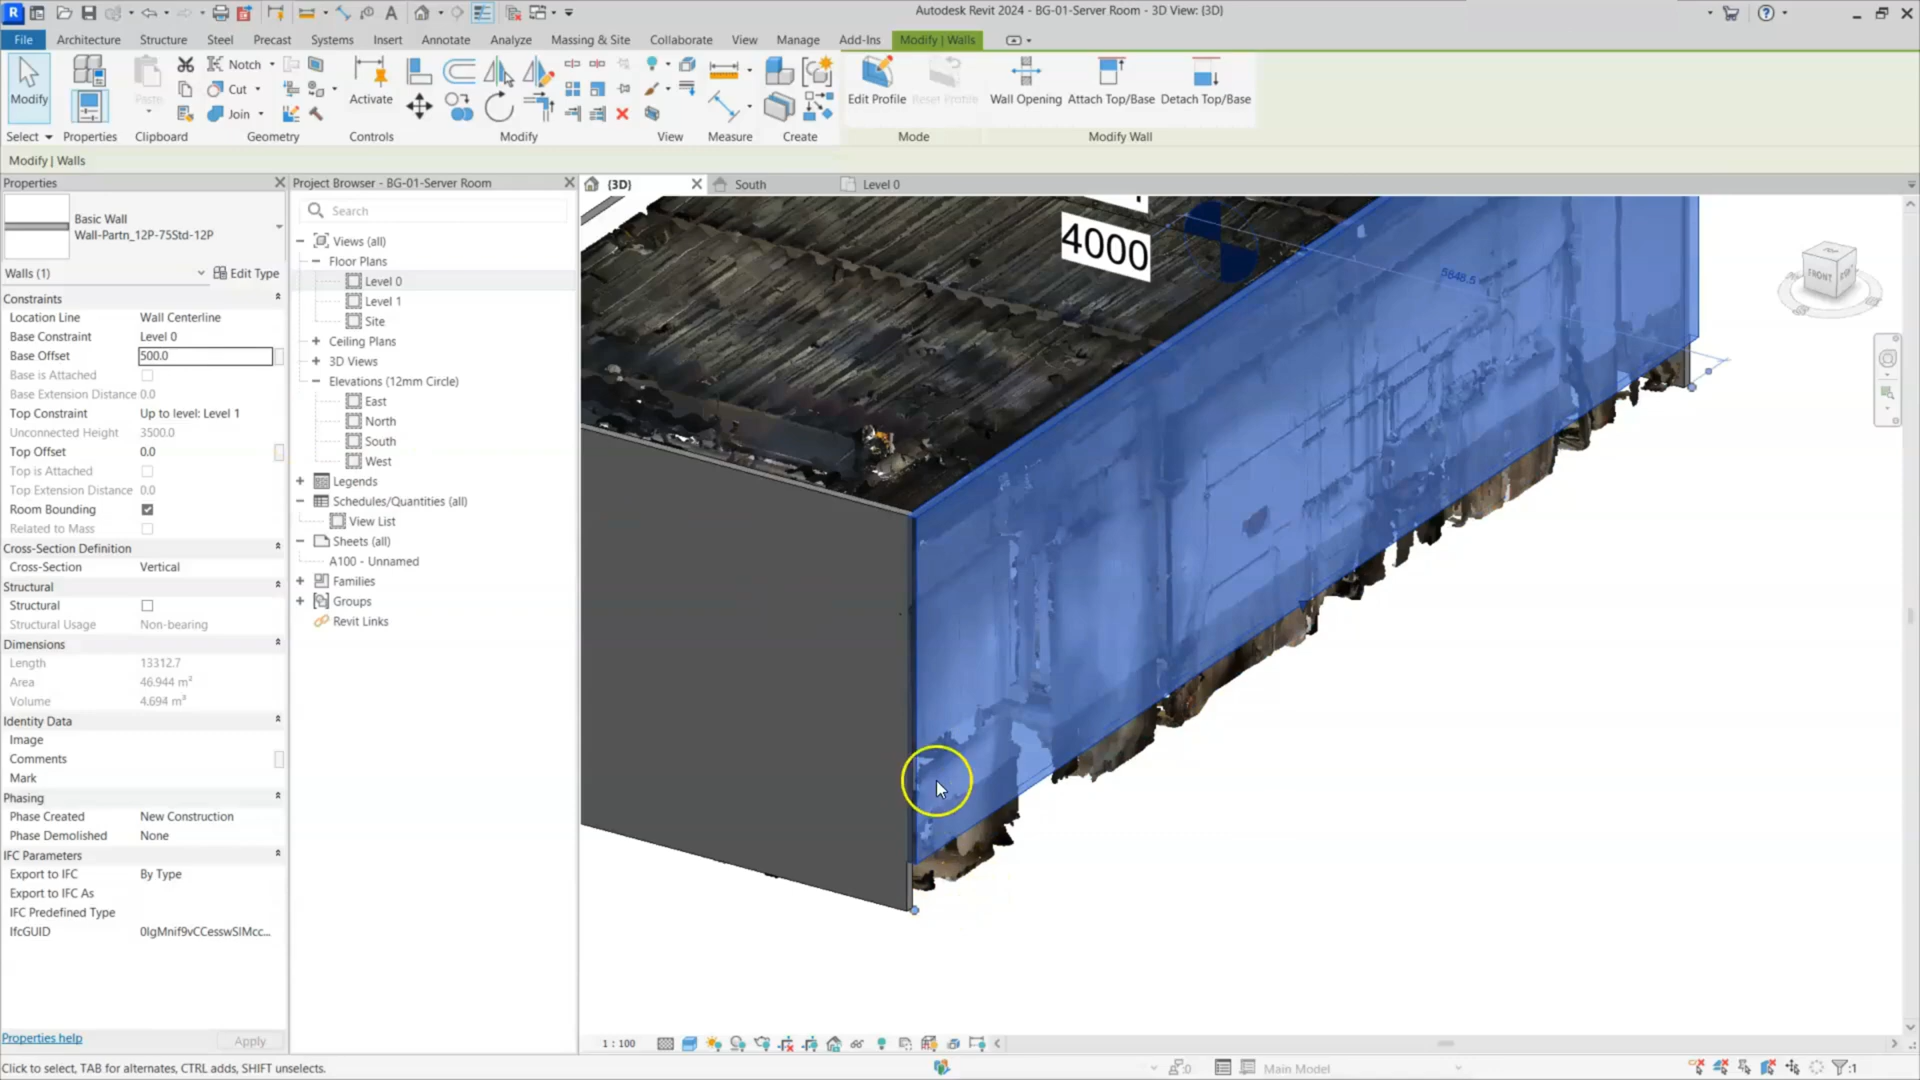 Autodesk Revit 2024 - BG-01-Server Room - 3D View: {3D}
File Architecture Structure Steel Precast Systems Insert Annotate Analyze Massing & Site Collaborate View Manage Add-Ins Modify | Walls
Modify Paste Notch Cut Join Activate Edit Profile Reset Profile Wall Opening Attach Top/Base Detach Top/Base
Select Properties Clipboard Geometry Controls Modify View Measure Create Mode Modify Wall
Modify | Walls
Properties
Basic Wall
Wall-Partn_12P-75Std-12P
Walls (1) Edit Type
Constraints
Location Line Wall Centerline
Base Constraint Level 0
Base Offset 500.0
Base is Attached
Base Extension Distance 0.0
Top Constraint Up to level: Level 1
Unconnected Height 3500.0
Top Offset 0.0
Top is Attached
Top Extension Distance 0.0
Room Bounding
Related to Mass
Cross-Section Definition
Cross-Section Vertical
Structural
Structural
Structural Usage Non-bearing
Dimensions
Length 13312.7
Area 46.944 m²
Volume 4.694 m³
Identity Data
Image
Comments
Mark
Phasing
Phase Created New Construction
Phase Demolished None
IFC Parameters
Export to IFC By Type
Export to IFC As
IFC Predefined Type
IfcGUID 0IgMnif9vCCesswSlMcc...
Properties help Apply
Project Browser - BG-01-Server Room
Search
Views (all)
Floor Plans
Level 0
Level 1
Site
Ceiling Plans
3D Views
Elevations (12mm Circle)
East
North
South
West
Legends
Schedules/Quantities (all)
View List
Sheets (all)
A100 - Unnamed
Families
Groups
Revit Links
{3D} South Level 0
4000
5848.5
TOP
FRONT
1 : 100
Click to select, TAB for alternates, CTRL adds, SHIFT unselects.
:0 Main Model :1